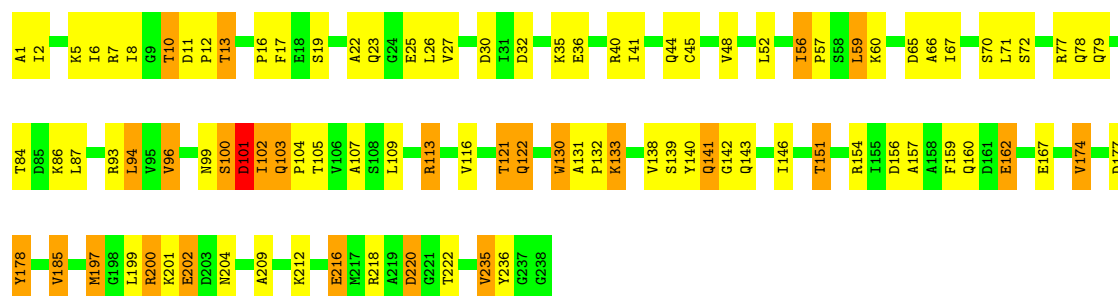 A1 I2 K5 I6 R7 I8 G9 T10 D11 P12 T13 P16 F17 E18 S19 A22 Q23 G24 E25 L26 V27 D30 I31 D32 K35 E36 R40 I41 Q44 C45 V48 L52 I56 P57 S58 L59 K60 D65 A66 I67 S70 L71 S72 R77 Q78 Q79
T84 D85 K86 L87 R93 L94 V95 V96 N99 S100 D101 I102 Q103 P104 T105 V106 A107 S108 L109 R113 V116 T121 Q122 W130 A131 P132 K133 V138 S139 Y140 Q141 G142 Q143 I146 T151 R154 I155 D156 A157 A158 F159 Q160 D161 E162 E167 V174 D177
Y178 V185 M197 G198 L199 R200 K201 E202 D203 N204 A209 K212 E216 M217 R218 A219 D220 G221 T222 V235 Y236 G237 G238